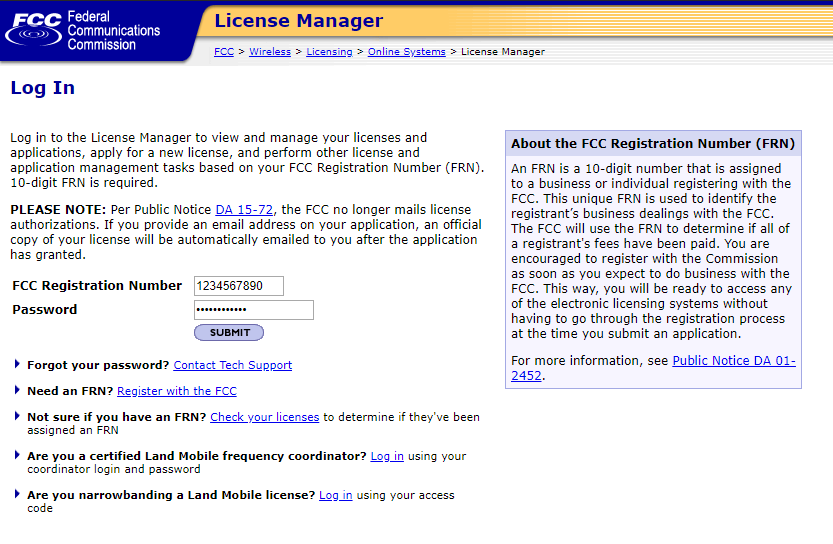 FCC Federal
Communications
Commission
License Manager
FCC > Wireless > Licensing > Online Systems > License Manager
Log In
Log in to the License Manager to view and manage your licenses and
applications, apply for a new license, and perform other license and
application management tasks based on your FCC Registration Number (FRN).
10-digit FRN is required.
PLEASE NOTE: Per Public Notice DA 15-72, the FCC no longer mails license
authorizations. If you provide an email address on your application, an official
copy of your license will be automatically emailed to you after the application
has granted.
FCC Registration Number 1234567890
Password ••••••••••••
SUBMIT
Forgot your password? Contact Tech Support
Need an FRN? Register with the FCC
Not sure if you have an FRN? Check your licenses to determine if they've been
assigned an FRN
Are you a certified Land Mobile frequency coordinator? Log in using your
coordinator login and password
Are you narrowbanding a Land Mobile license? Log in using your access
code
About the FCC Registration Number (FRN)
An FRN is a 10-digit number that is assigned
to a business or individual registering with the
FCC. This unique FRN is used to identify the
registrant's business dealings with the FCC.
The FCC will use the FRN to determine if all of
a registrant's fees have been paid. You are
encouraged to register with the Commission
as soon as you expect to do business with the
FCC. This way, you will be ready to access any
of the electronic licensing systems without
having to go through the registration process
at the time you submit an application.
For more information, see Public Notice DA 01-
2452.